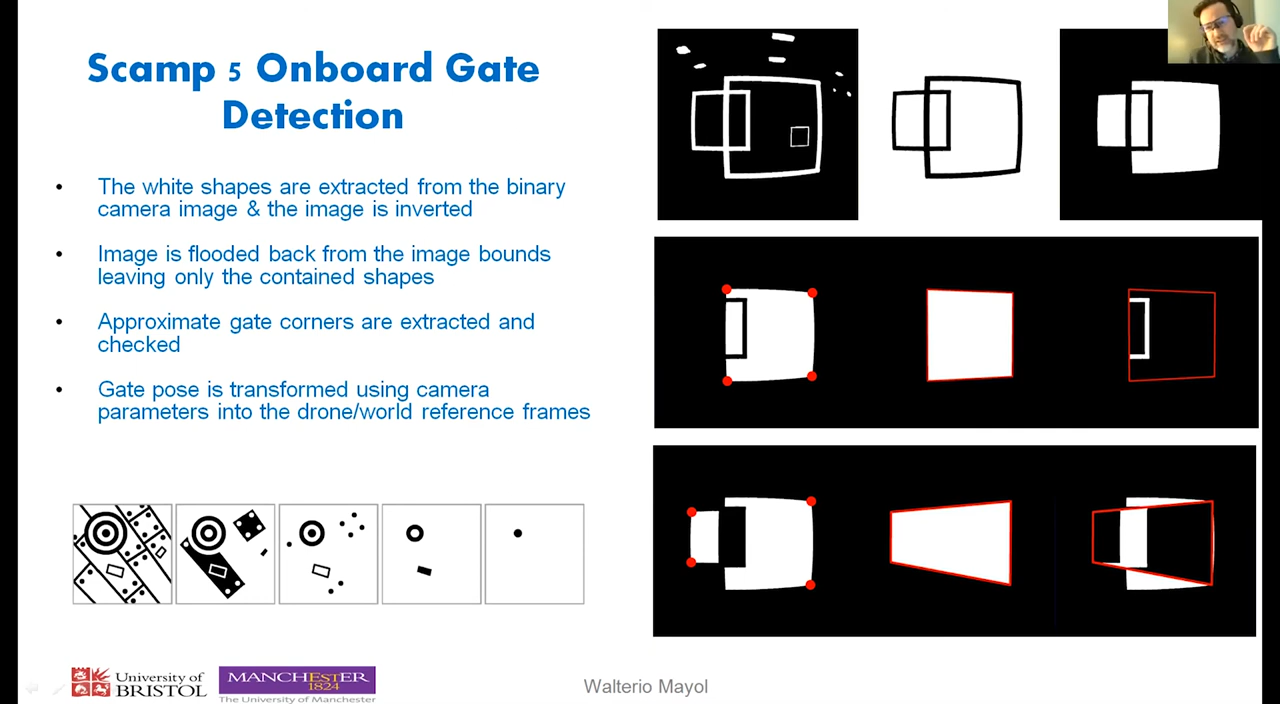 Scamp 5 Onboard Gate
Detection
• The white shapes are extracted from the binary
camera image & the image is inverted
• Image is flooded back from the image bounds
leaving only the contained shapes
• Approximate gate corners are extracted and
checked
• Gate pose is transformed using camera
parameters into the drone/world reference frames
University of
BRISTOL
MANCHESTER
1824
The University of Manchester
Walterio Mayol